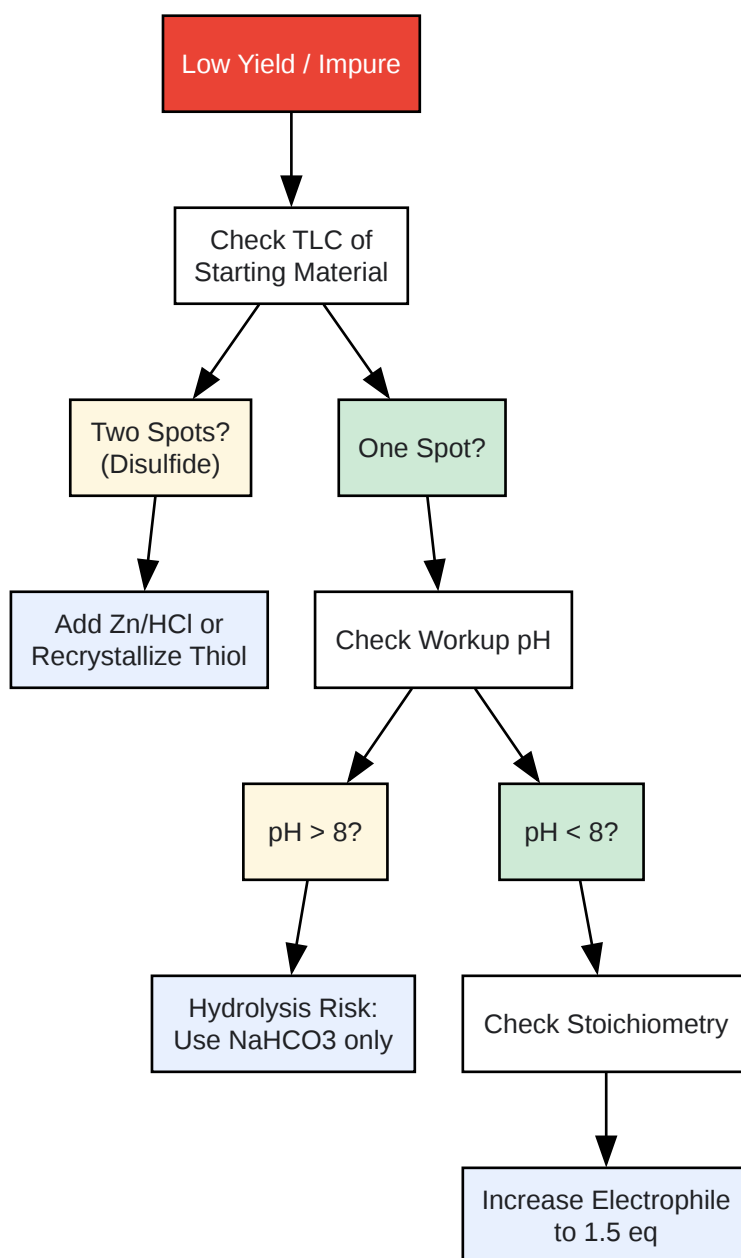 Low Yield / Impure
Check TLC of
Starting Material
Two Spots?
(Disulfide)
One Spot?
Add Zn/HCl or
Recrystallize Thiol
Check Workup pH
pH > 8?
pH < 8?
Hydrolysis Risk:
Use NaHCO3 only
Check Stoichiometry
Increase Electrophile
to 1.5 eq